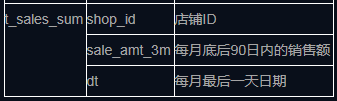 t_sales_sum shop_id 店铺ID
sale_amt_3m 每月底后90日内的销售额
dt 每月最后一天日期